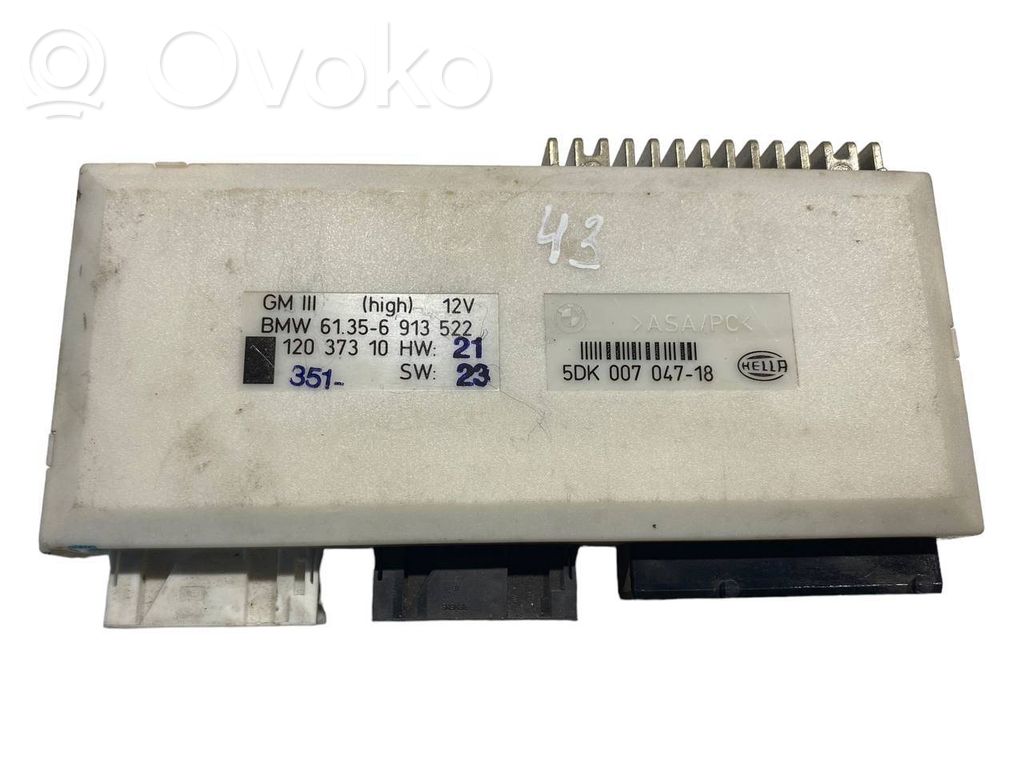 Ovoko
43
GM III (high) 12V
BMW 61.35-6 913 522
120 373 10 HW: 21
351- SW: 23
>ASA/PC<
5DK 007 047-18
HELLA